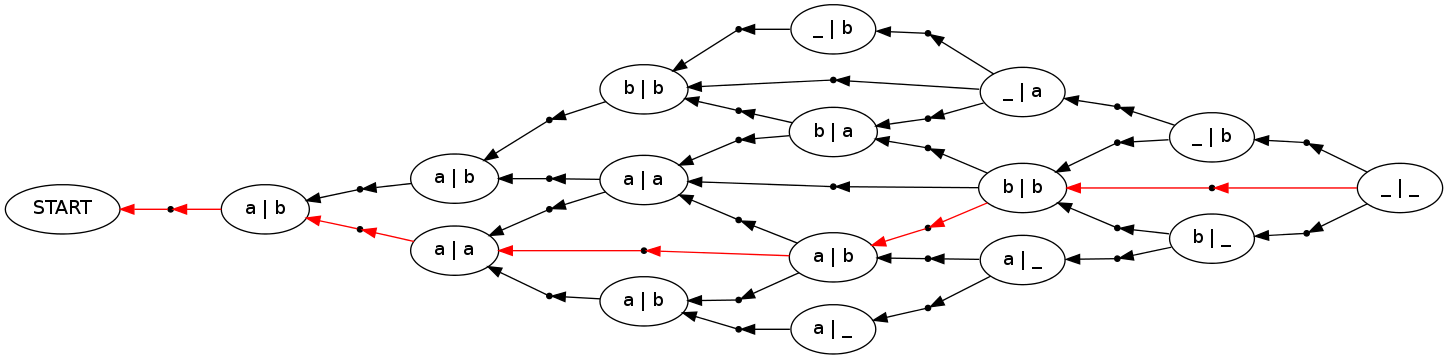 START
a | b
a | b
a | a
b | b
a | a
a | b
_ | b
b | a
a | b
a | _
_ | a
b | b
a | _
_ | b
b | _
_ | _